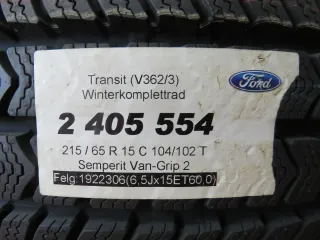 Transit (V362/3)
Winterkomplettrad
Ford
2 405 554
215 / 65 R 15 C 104/102 T
Semperit Van-Grip 2
Felg:1922306(6,5Jx15ET60,0)